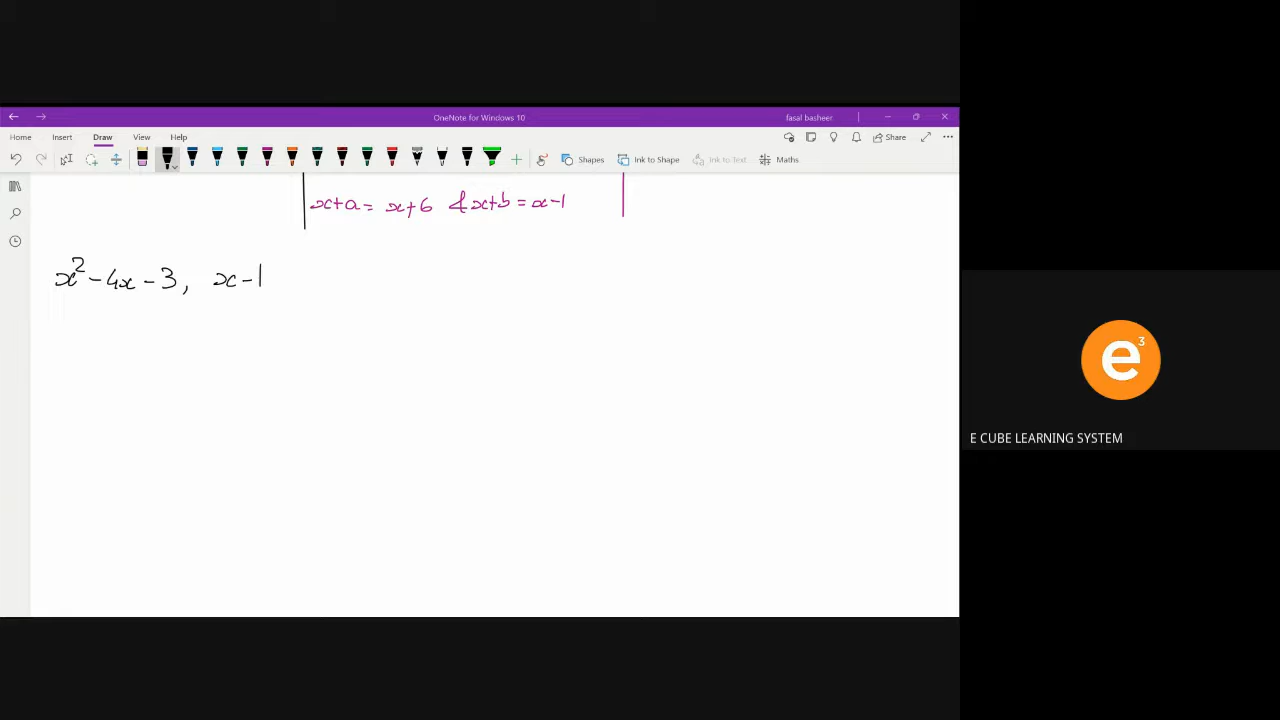 OneNote for Windows 10
fasal basheer
Home Insert Draw View Help
Share
Shapes Ink to Shape Ink to Text Maths
x+a = x+6 & x+b = x-1
x² - 4x - 3, x - 1
e³
E CUBE LEARNING SYSTEM